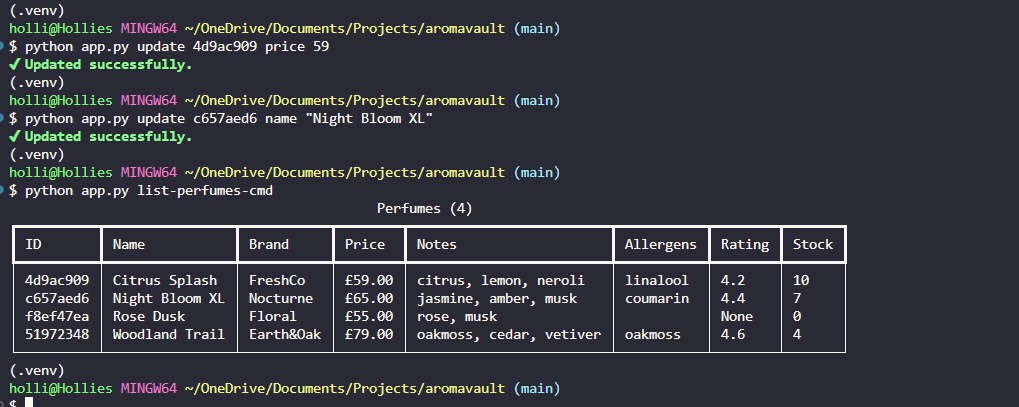 (.venv)
holli@Hollies MINGW64 ~/OneDrive/Documents/Projects/aromavault (main)
$ python app.py update 4d9ac909 price 59
✔ Updated successfully.
(.venv)
holli@Hollies MINGW64 ~/OneDrive/Documents/Projects/aromavault (main)
$ python app.py update c657aed6 name "Night Bloom XL"
✔ Updated successfully.
(.venv)
holli@Hollies MINGW64 ~/OneDrive/Documents/Projects/aromavault (main)
$ python app.py list-perfumes-cmd
Perfumes (4)
ID Name Brand Price Notes Allergens Rating Stock
4d9ac909 Citrus Splash FreshCo £59.00 citrus, lemon, neroli linalool 4.2 10
c657aed6 Night Bloom XL Nocturne £65.00 jasmine, amber, musk coumarin 4.4 7
f8ef47ea Rose Dusk Floral £55.00 rose, musk None 0
51972348 Woodland Trail Earth&Oak £79.00 oakmoss, cedar, vetiver oakmoss 4.6 4
(.venv)
holli@Hollies MINGW64 ~/OneDrive/Documents/Projects/aromavault (main)
$